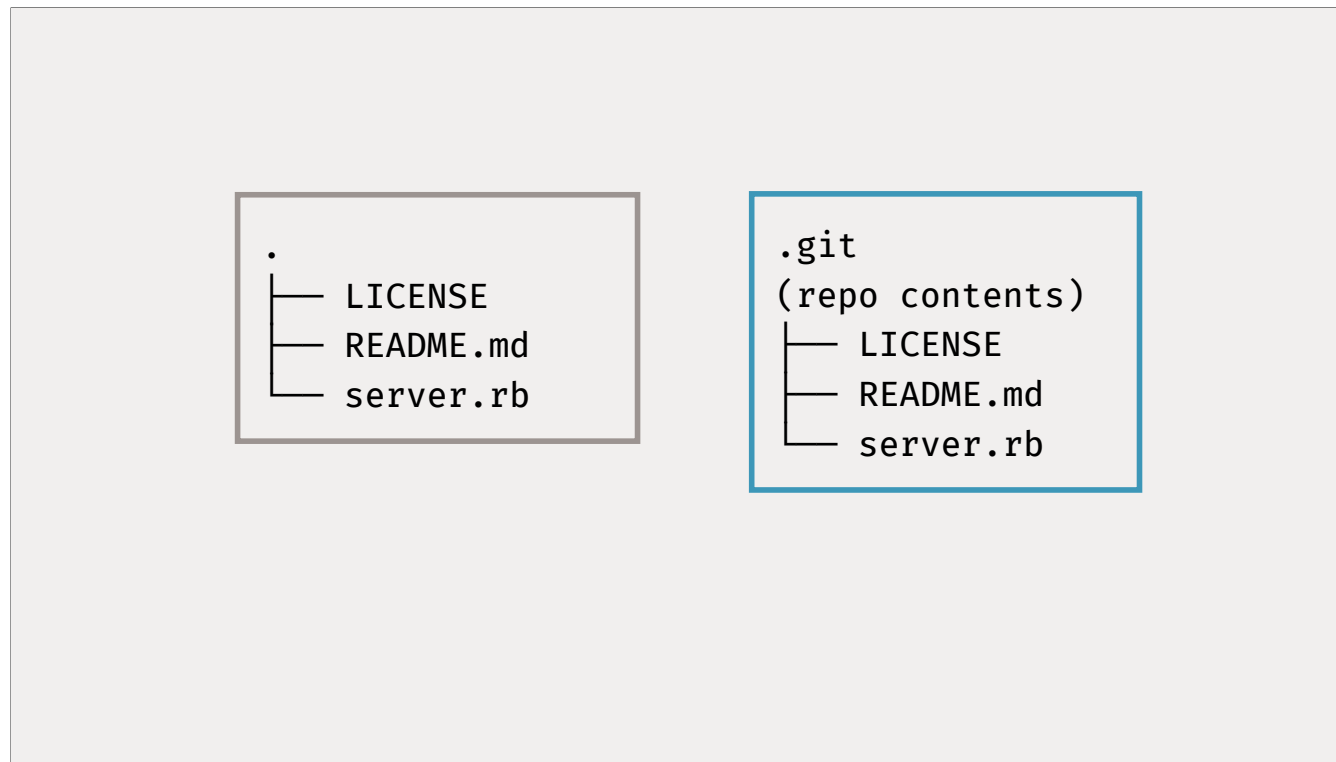 .
├── LICENSE
├── README.md
└── server.rb
.git
(repo contents)
├── LICENSE
├── README.md
└── server.rb